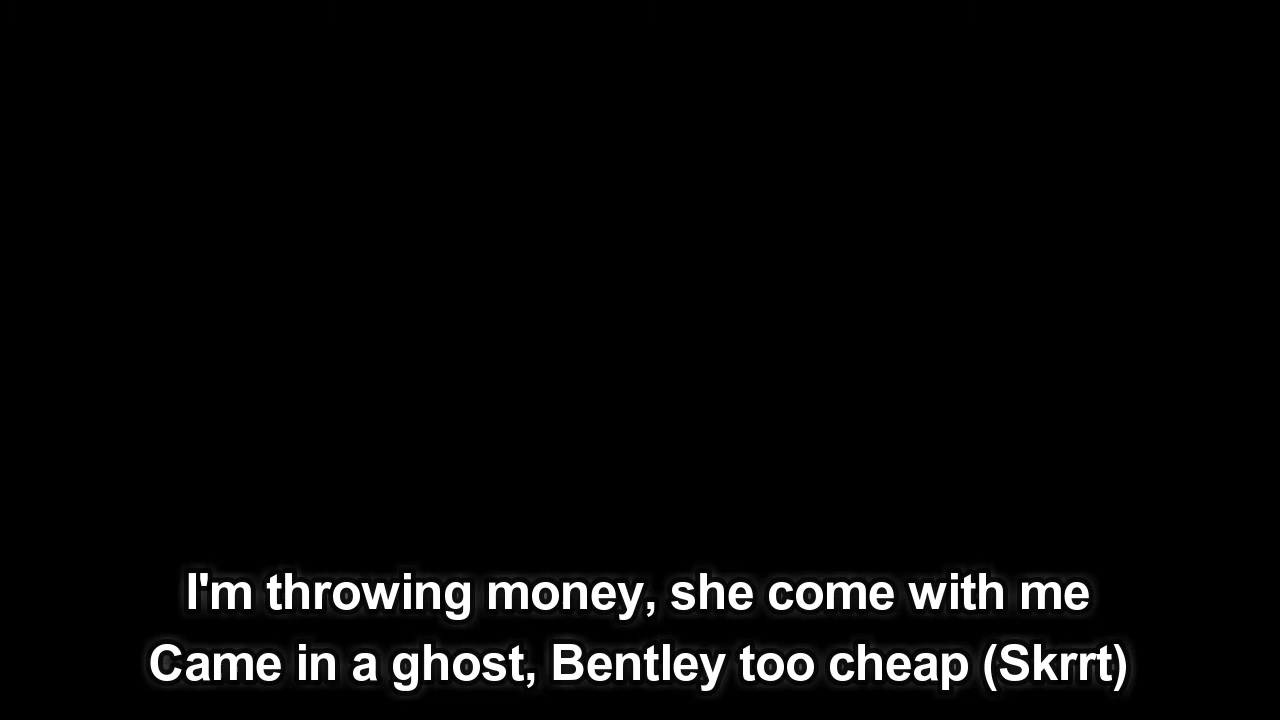 I'm throwing money, she come with me
Came in a ghost, Bentley too cheap (Skrrt)